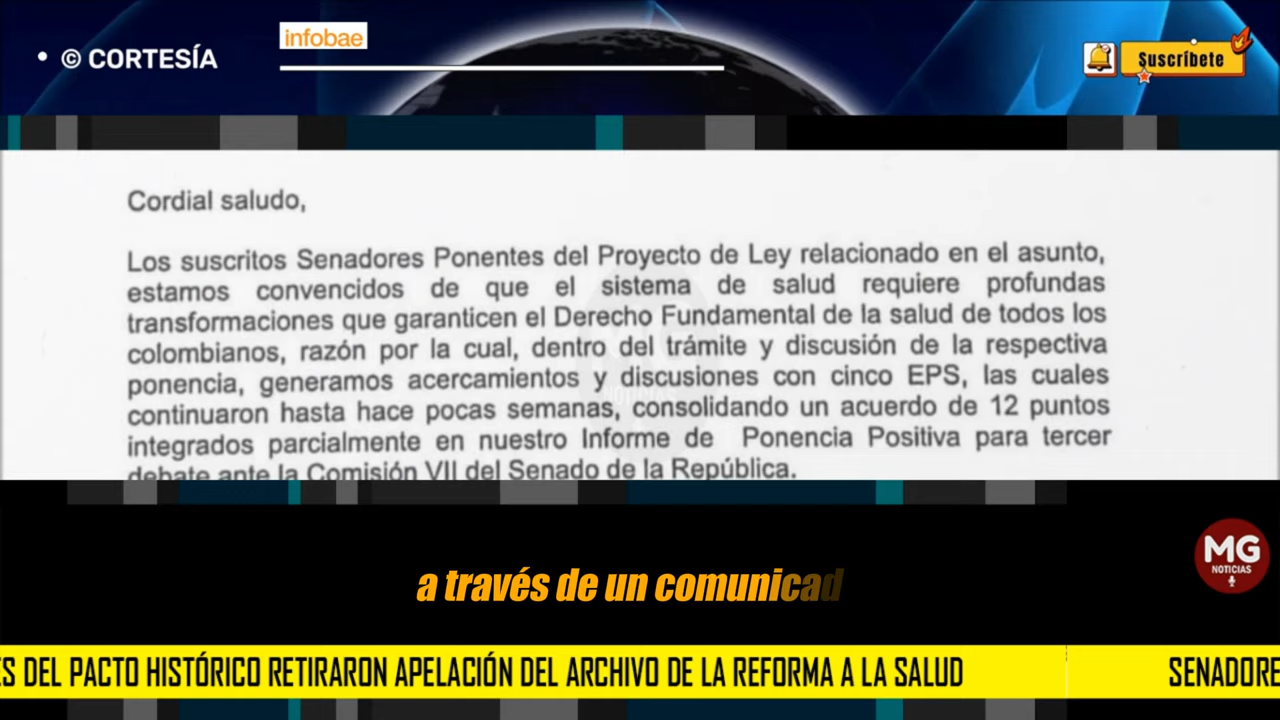 • © CORTESÍA
infobae
Suscríbete
Cordial saludo,
Los suscritos Senadores Ponentes del Proyecto de Ley relacionado en el asunto,
estamos convencidos de que el sistema de salud requiere profundas
transformaciones que garanticen el Derecho Fundamental de la salud de todos los
colombianos, razón por la cual, dentro del trámite y discusión de la respectiva
ponencia, generamos acercamientos y discusiones con cinco EPS, las cuales
continuaron hasta hace pocas semanas, consolidando un acuerdo de 12 puntos
integrados parcialmente en nuestro Informe de Ponencia Positiva para tercer
debate ante la Comisión VII del Senado de la República.
MG
NOTICIAS
a través de un comunicad
ES DEL PACTO HISTÓRICO RETIRARON APELACIÓN DEL ARCHIVO DE LA REFORMA A LA SALUD SENADORE